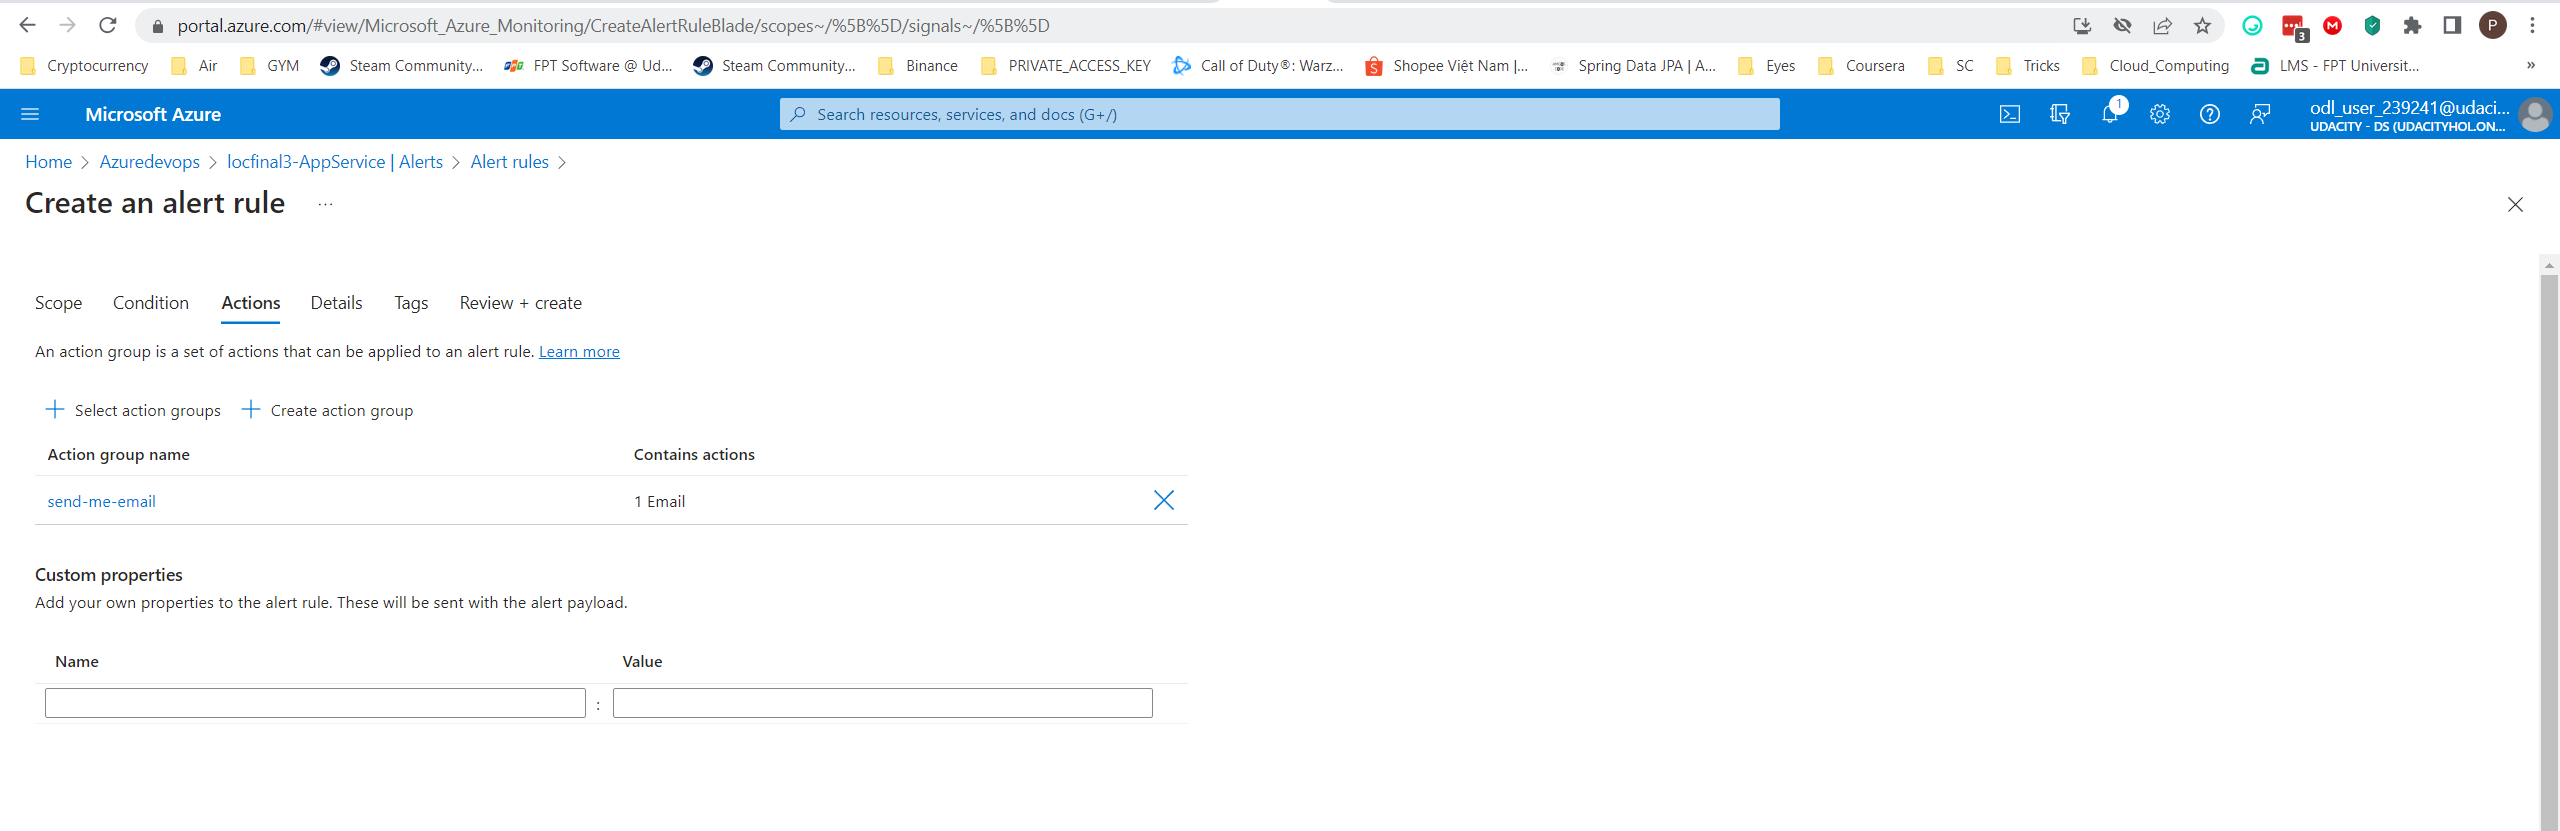 portal.azure.com/#view/Microsoft_Azure_Monitoring/CreateAlertRuleBlade/scopes~/%5B%5D/signals~/%5B%5D
3
P
Cryptocurrency Air GYM Steam Community... FPT Software @ Ud... Steam Community... Binance PRIVATE_ACCESS_KEY Call of Duty®: Warz... Shopee Việt Nam |... Spring Data JPA | A... Eyes Coursera SC Tricks Cloud_Computing LMS - FPT Universit... »
Microsoft Azure
Search resources, services, and docs (G+/)
1
odl_user_239241@udaci...
UDACITY - DS (UDACITYHOL.ON...
Home > Azuredevops > locfinal3-AppService | Alerts > Alert rules >
Create an alert rule ...
Scope Condition Actions Details Tags Review + create
An action group is a set of actions that can be applied to an alert rule. Learn more
Select action groups Create action group
Action group name Contains actions
send-me-email 1 Email
Custom properties
Add your own properties to the alert rule. These will be sent with the alert payload.
Name Value
: